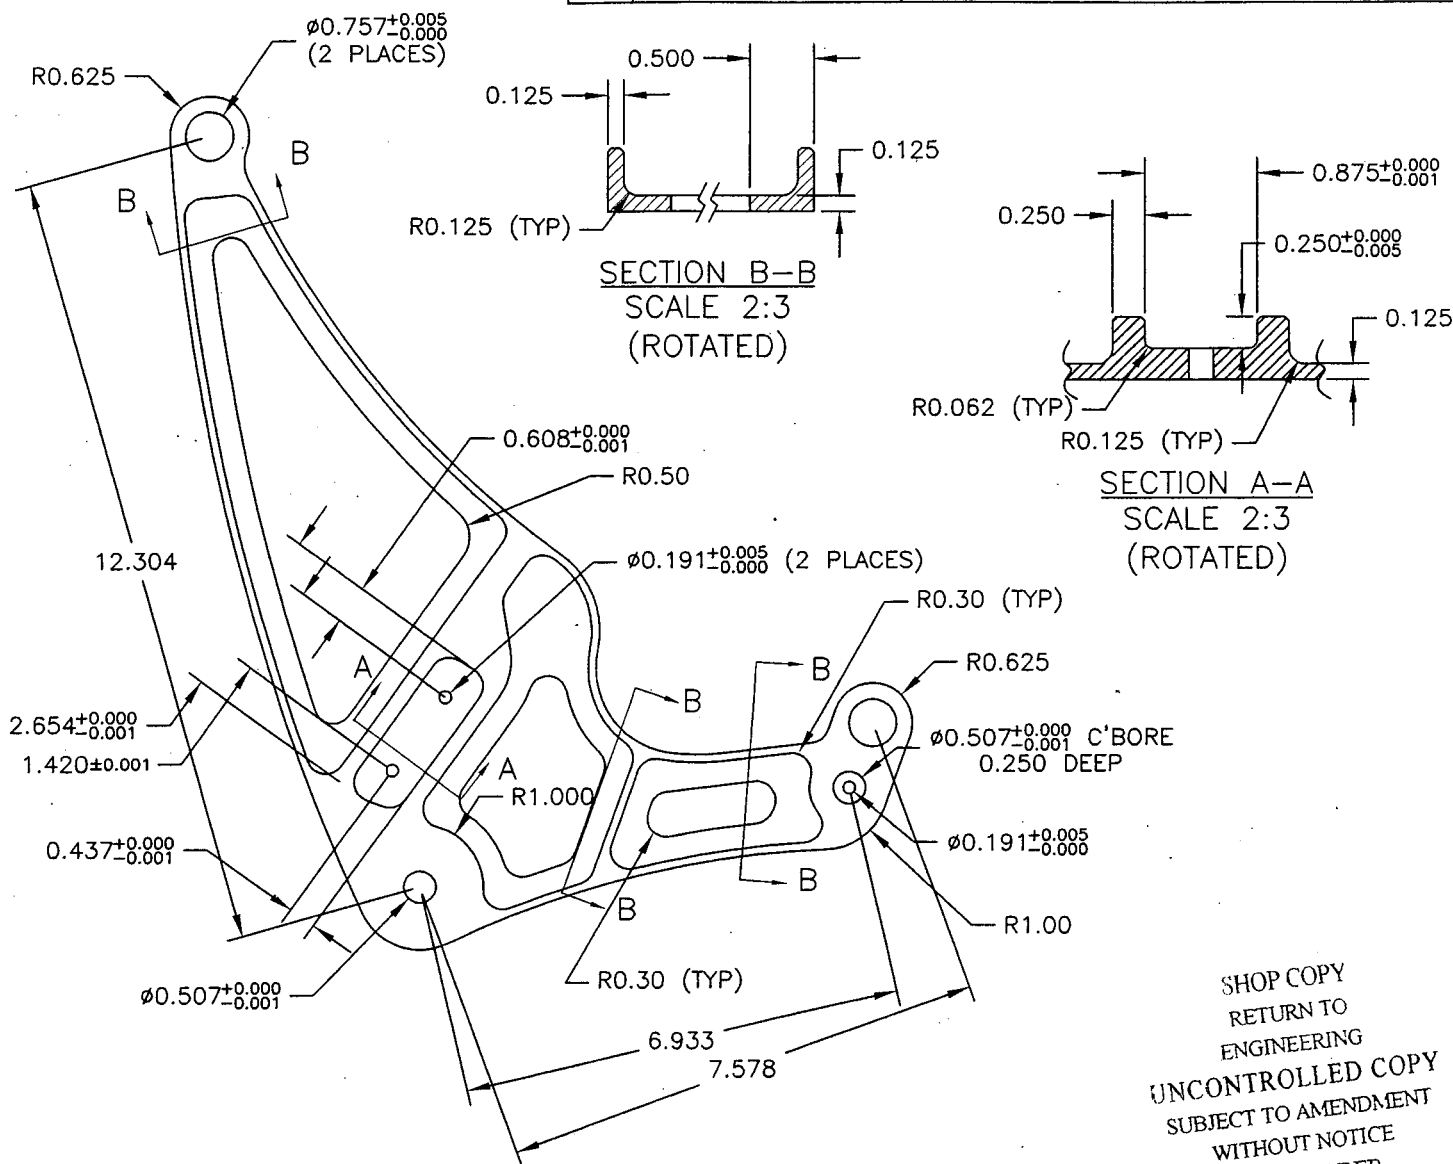 ø0.757+0.005
-0.000
(2 PLACES)
R0.625
B
B
0.500
0.125
0.125
R0.125 (TYP)
SECTION B-B
SCALE 2:3
(ROTATED)
0.875+0.000
-0.001
0.250
0.250+0.000
-0.005
0.125
R0.062 (TYP)
R0.125 (TYP)
SECTION A-A
SCALE 2:3
(ROTATED)
0.608+0.000
-0.001
R0.50
12.304
ø0.191+0.005
-0.000 (2 PLACES)
R0.30 (TYP)
R0.625
A
B
B
2.654+0.000
-0.001
1.420±0.001
ø0.507+0.000
-0.001 C'BORE
0.250 DEEP
A
R1.000
0.437+0.000
-0.001
ø0.191+0.005
-0.000
B
B
R1.00
R0.30 (TYP)
ø0.507+0.000
-0.001
6.933
7.578
SHOP COPY
RETURN TO
ENGINEERING
UNCONTROLLED COPY
SUBJECT TO AMENDMENT
WITHOUT NOTICE